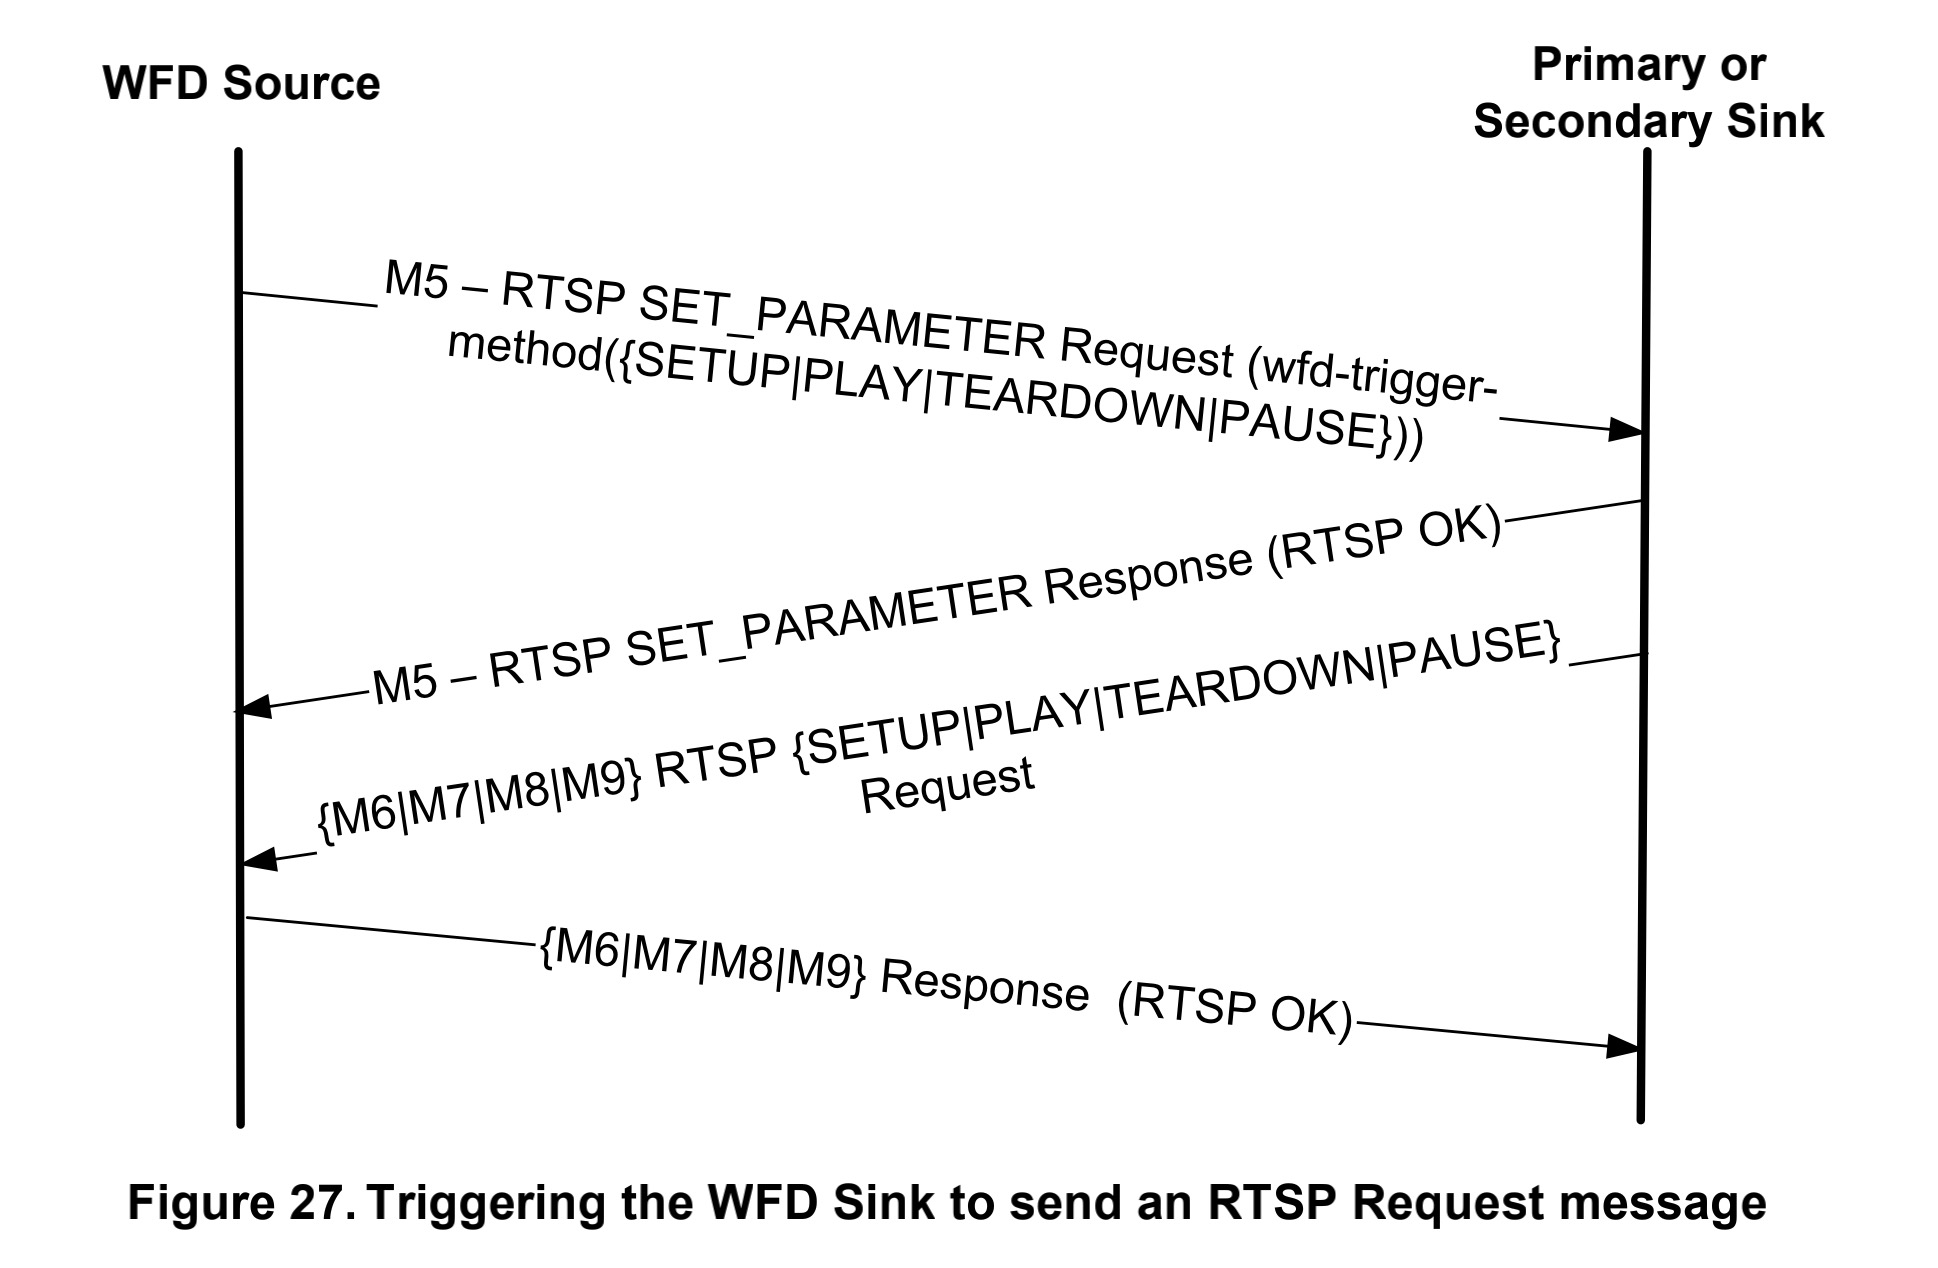 WFD Source
Primary or
Secondary Sink
M5 – RTSP SET_PARAMETER Request (wfd-trigger-
method({SETUP|PLAY|TEARDOWN|PAUSE}))
M5 – RTSP SET_PARAMETER Response (RTSP OK)
{M6|M7|M8|M9} RTSP {SETUP|PLAY|TEARDOWN|PAUSE}
Request
{M6|M7|M8|M9} Response (RTSP OK)
Figure 27. Triggering the WFD Sink to send an RTSP Request message